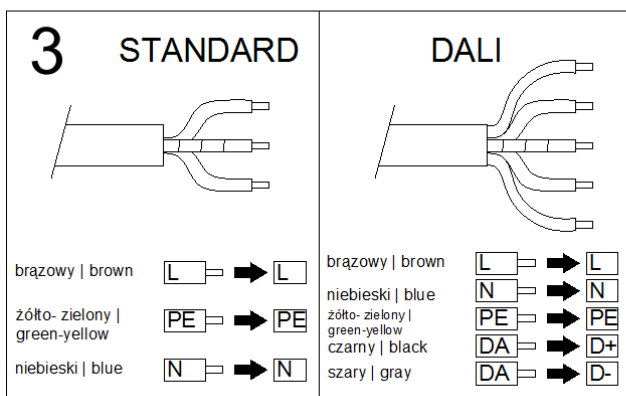 3 STANDARD
brązowy | brown L L
żółto- zielony |
green-yellow PE PE
niebieski | blue N N
DALI
brązowy | brown L L
niebieski | blue N N
żółto- zielony |
green-yellow PE PE
czarny | black DA D+
szary | gray DA D-